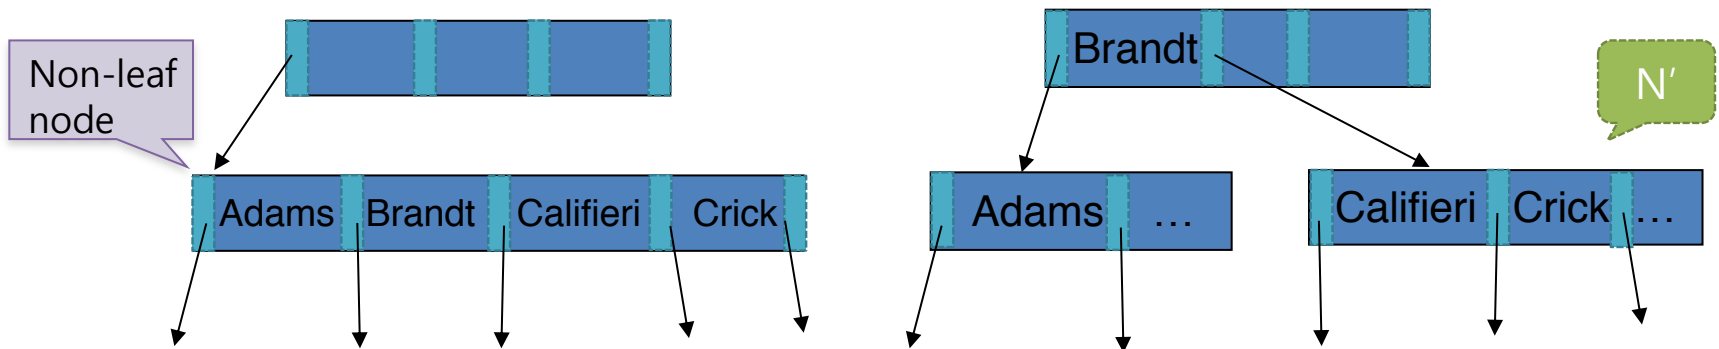 Non-leaf
node
Adams Brandt Califieri Crick
Brandt
N′
Adams …
Califieri Crick …